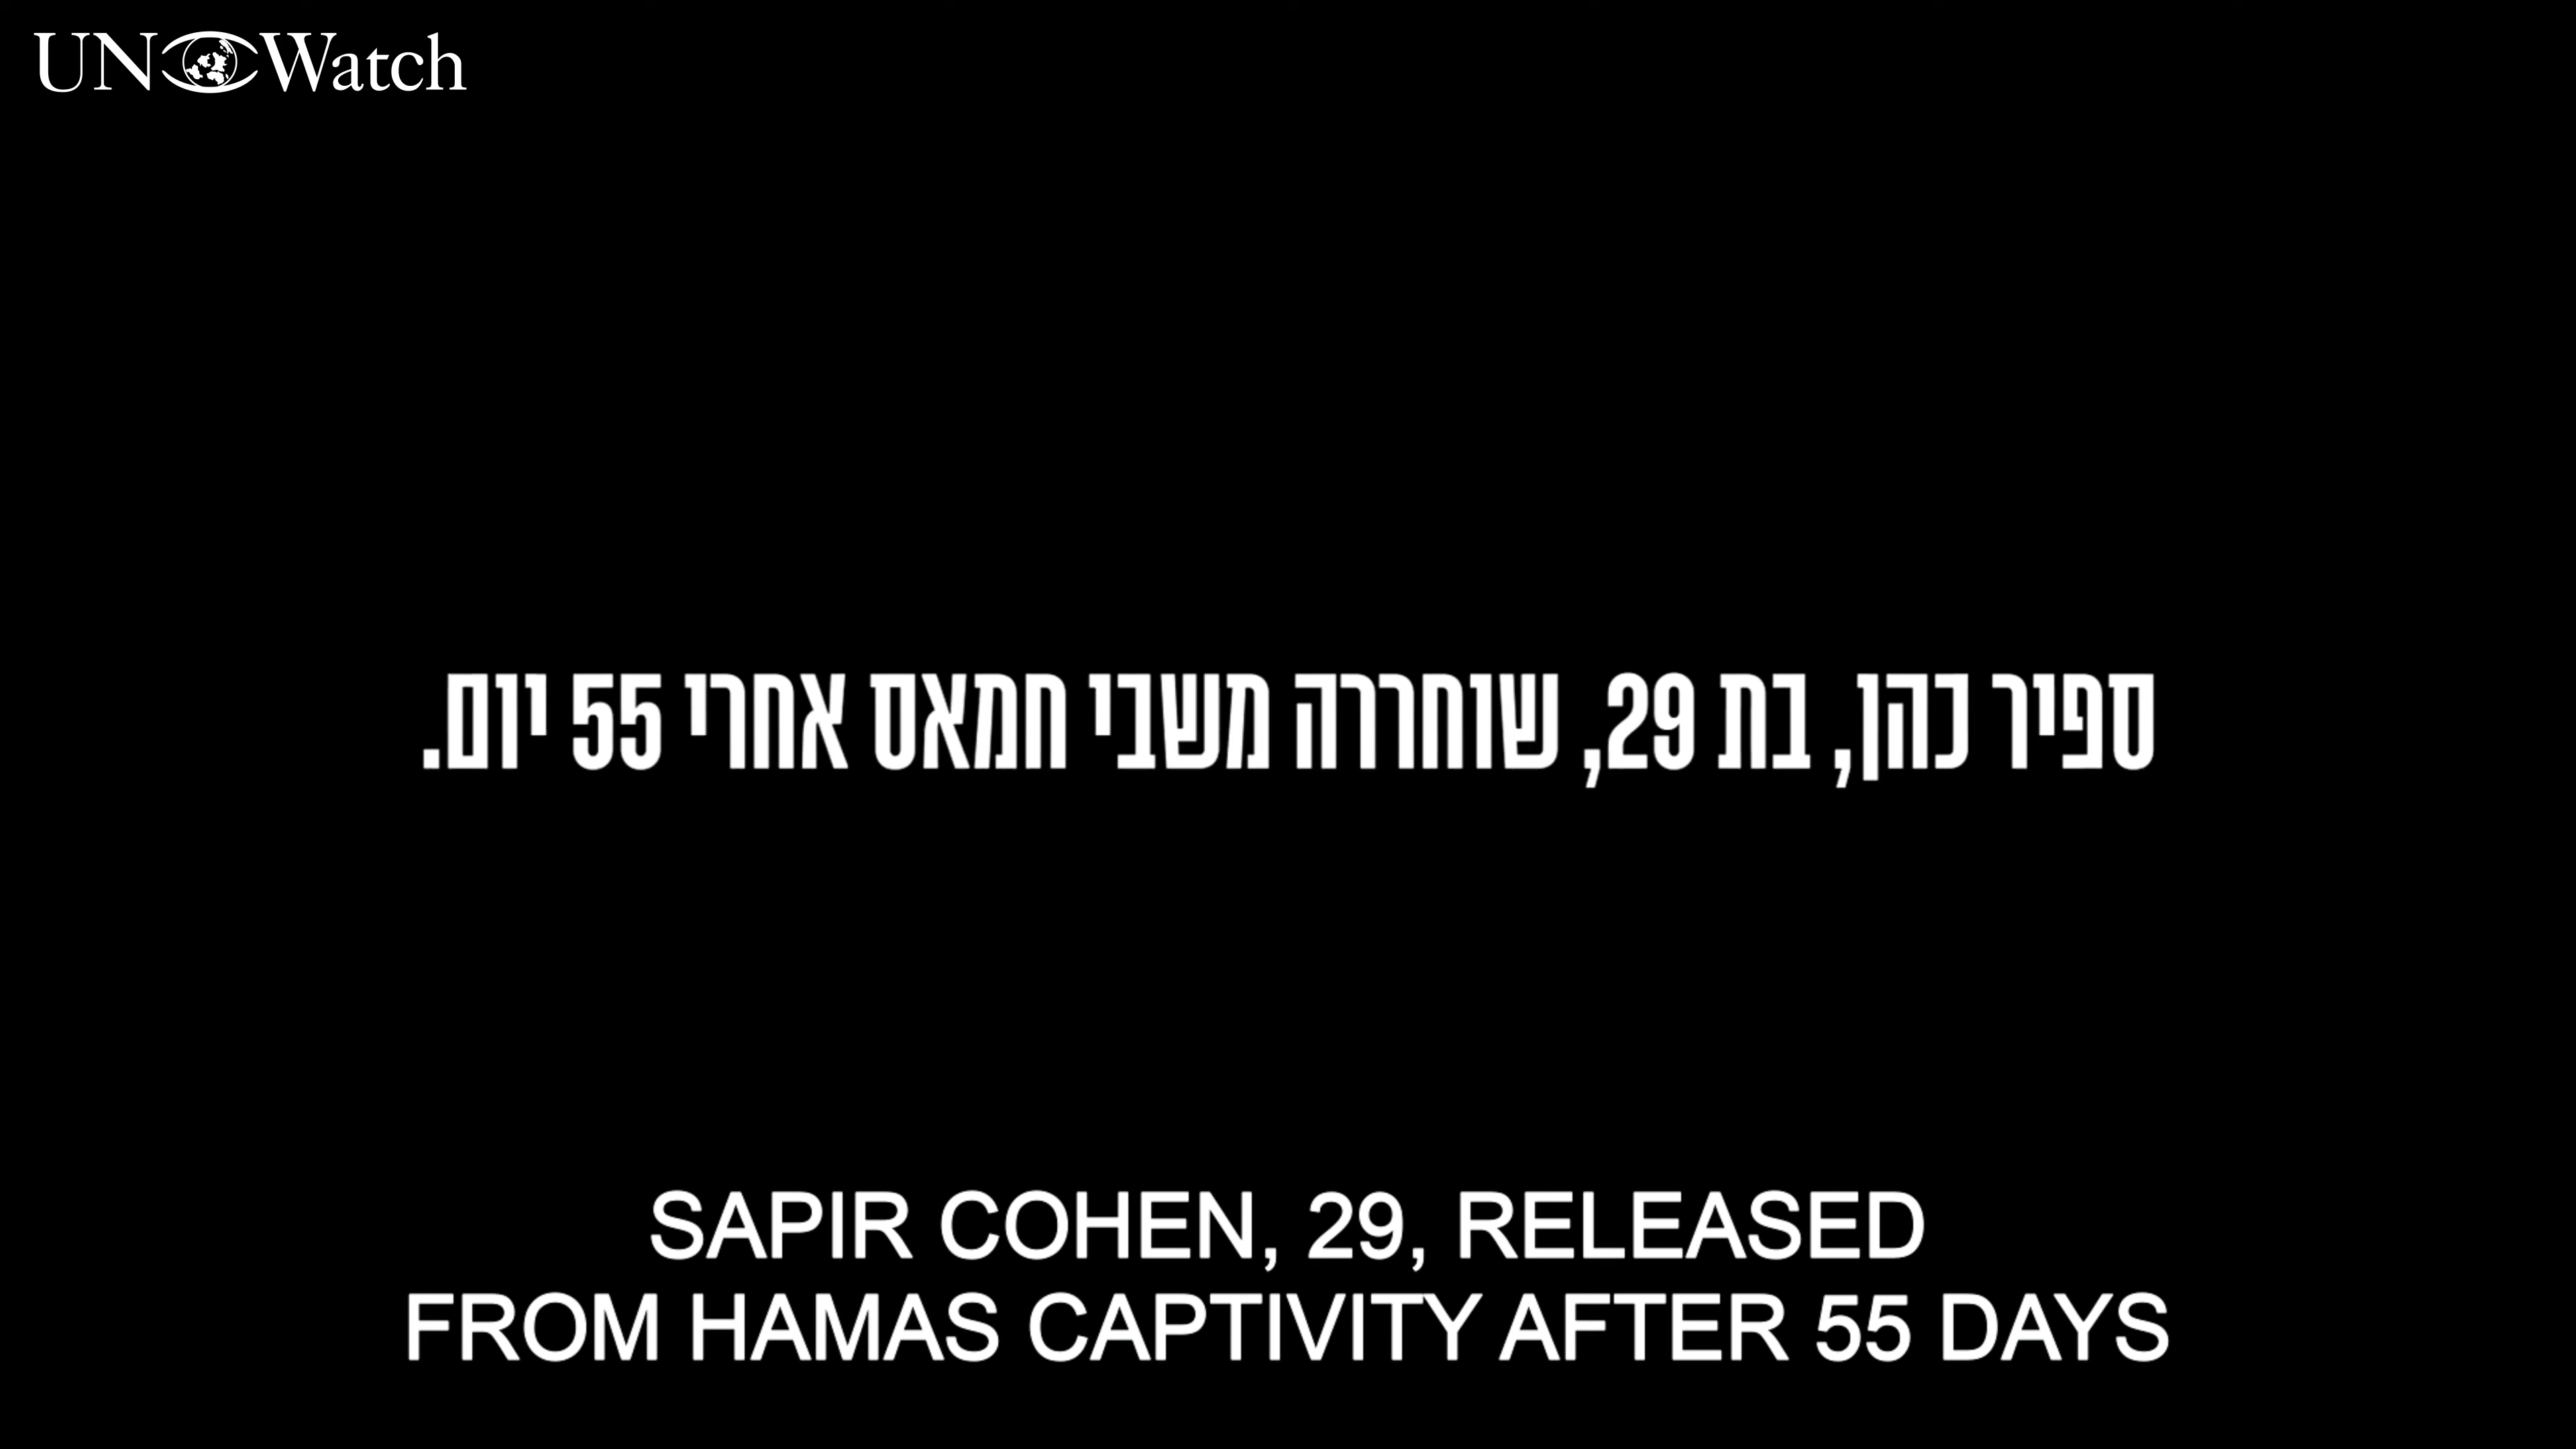 UN Watch
ספיר כהן, בת 29, שוחררה משבי חמאס אחרי 55 יום.
SAPIR COHEN, 29, RELEASED
FROM HAMAS CAPTIVITY AFTER 55 DAYS